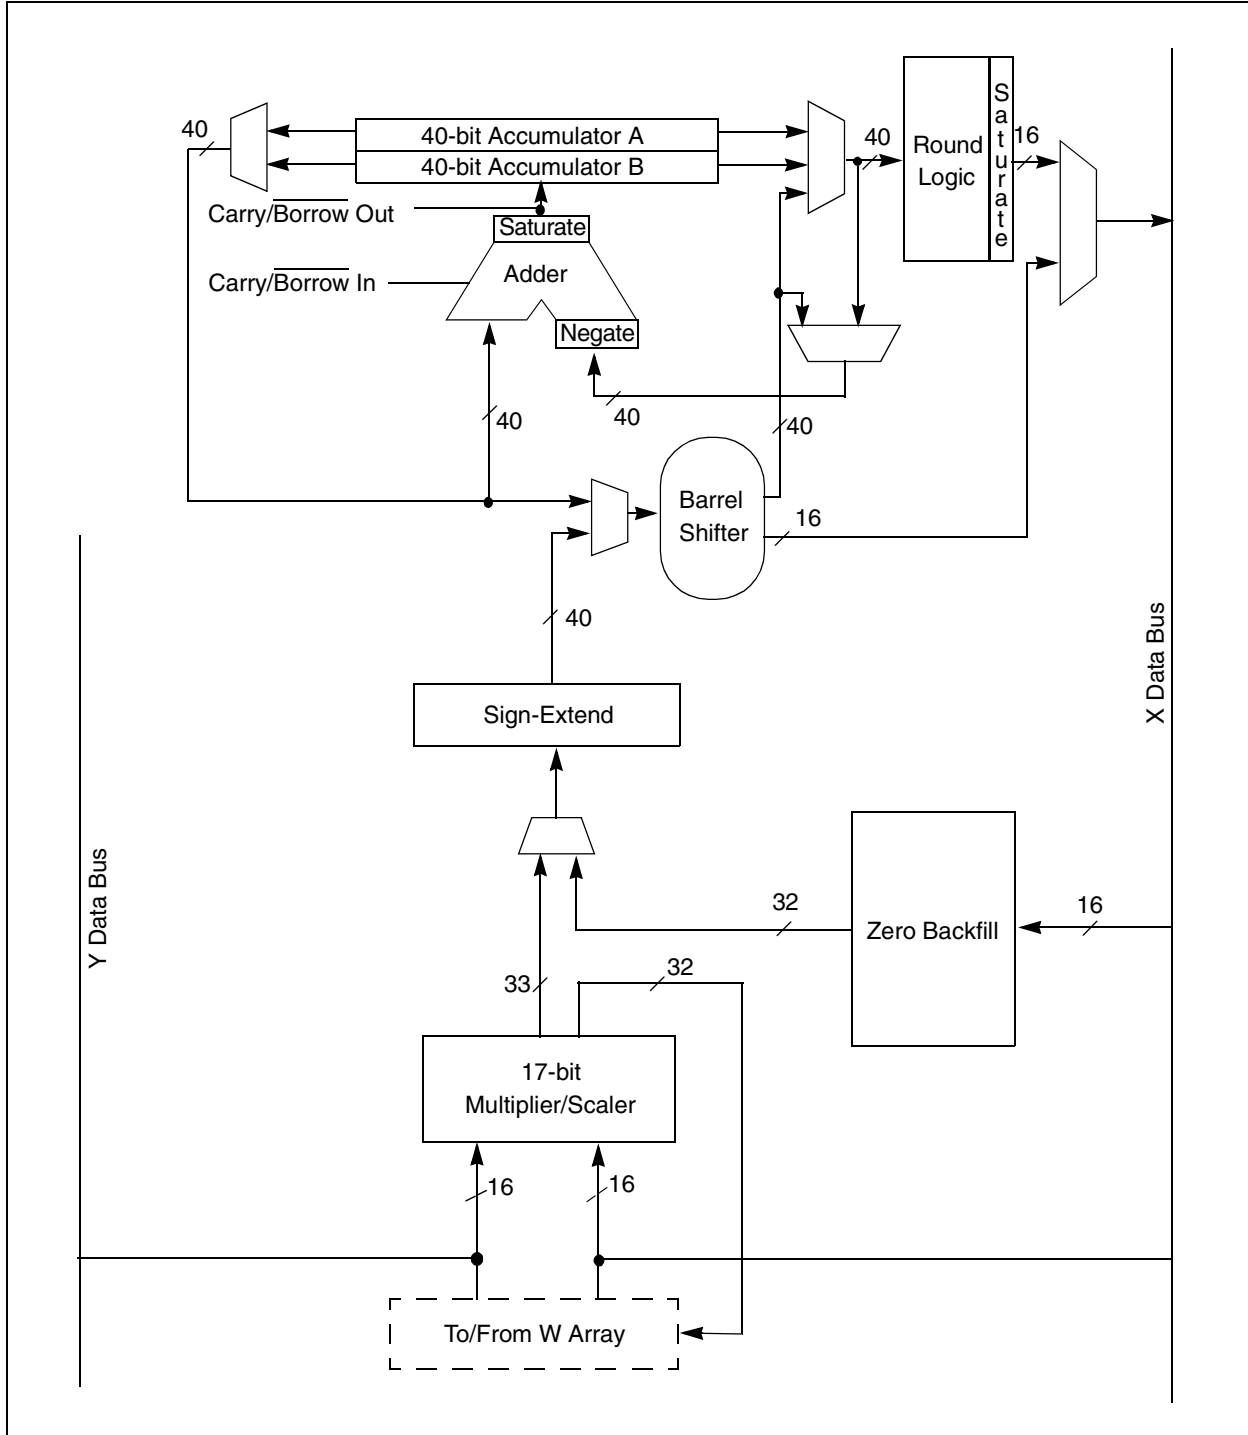 40
40-bit Accumulator A
40-bit Accumulator B
40
Round
Logic
Saturate
16
Carry/Borrow Out
Saturate
Carry/Borrow In
Adder
Negate
40
40
40
Barrel
Shifter
16
40
Sign-Extend
X Data Bus
Y Data Bus
32
Zero Backfill
16
33
32
17-bit
Multiplier/Scaler
16
16
To/From W Array